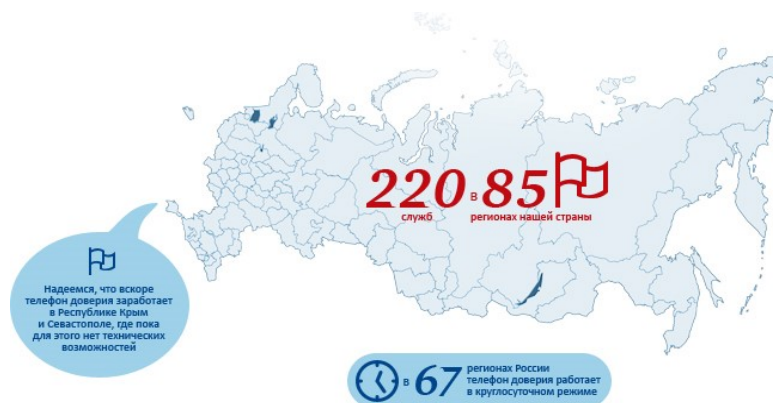 220 в 85
служб
регионах нашей страны
Надеемся, что вскоре
телефон доверия заработает
в Республике Крым
и Севастополе, где пока
для этого нет технических
возможностей
в 67 регионах России
телефон доверия работает
в круглосуточном режиме